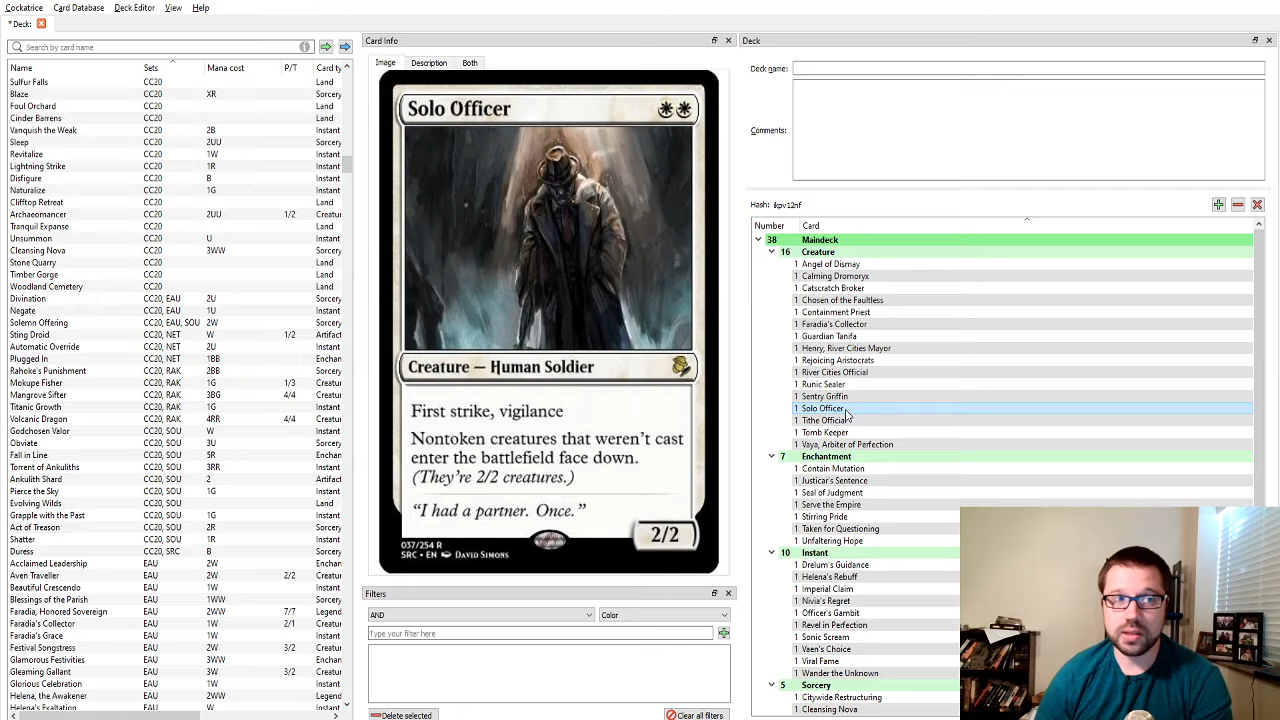 Cockatrice Card Database Deck Editor View Help
*Deck:
Search by card name
Name Sets Mana cost P/T Card ty
Sulfur Falls CC20 Land
Blaze CC20 XR Sorcery
Foul Orchard CC20 Land
Cinder Barrens CC20 Land
Vanquish the Weak CC20 2B Instant
Sleep CC20 2UU Sorcery
Revitalize CC20 1W Instant
Lightning Strike CC20 1R Instant
Disfigure CC20 B Instant
Naturalize CC20 1G Instant
Clifftop Retreat CC20 Land
Archaeomancer CC20 2UU 1/2 Creatur
Tranquil Expanse CC20 Land
Unsummon CC20 U Instant
Cleansing Nova CC20 3WW Sorcery
Stone Quarry CC20 Land
Timber Gorge CC20 Land
Woodland Cemetery CC20 Land
Divination CC20, EAU 2U Sorcery
Negate CC20, EAU 1U Instant
Solemn Offering CC20, EAU, SOU 2W Sorcery
Sting Droid CC20, NET W 1/2 Artifact
Automatic Override CC20, NET 2U Instant
Plugged In CC20, NET 1BB Enchan
Rahoke's Punishment CC20, RAK 2BB Sorcery
Mokupe Fisher CC20, RAK 1G 1/3 Creatur
Mangrove Sifter CC20, RAK 3BG 4/4 Creatur
Titanic Growth CC20, RAK 1G Instant
Volcanic Dragon CC20, RAK 4RR 4/4 Creatur
Godchosen Valor CC20, SOU W Instant
Obviate CC20, SOU 3U Instant
Fall in Line CC20, SOU 5R Instant
Torrent of Ankuliths CC20, SOU 3RR Instant
Ankulith Shard CC20, SOU 2 Artifact
Pierce the Sky CC20, SOU 1G Instant
Evolving Wilds CC20, SOU Land
Grapple with the Past CC20, SOU 1G Instant
Act of Treason CC20, SOU 2R Sorcery
Shatter CC20, SOU 1R Instant
Duress CC20, SRC B Sorcery
Acclaimed Leadership EAU 2W Enchan
Aven Traveller EAU 2W 2/2 Creatur
Beautiful Crescendo EAU 1W Instant
Blessings of the Parish EAU 1WW Enchan
Faradia, Honored Sovereign EAU 2WW 7/7 Legend
Faradia's Collector EAU 1W 2/1 Creatur
Faradia's Grace EAU 1W Instant
Festival Songstress EAU 2W 3/2 Creatur
Glamorous Festivities EAU 3WW Enchan
Gleaming Gallant EAU 3W 3/2 Creatur
Glorious Celebration EAU 2W Instant
Helena, the Awakener EAU 2WW Legend
Helena's Exaltation EAU 2W Instant
Card Info
Image Description Both
Solo Officer
Creature — Human Soldier
First strike, vigilance
Nontoken creatures that weren't cast
enter the battlefield face down.
(They're 2/2 creatures.)
"I had a partner. Once."
2/2
037/254 R
SRC • EN DAVID SIMONS
Filters
AND Color
Type your filter here
Delete selected Clear all filters
Deck
Deck name:
Comments:
Hash: ikpv12nf
Number Card
38 Maindeck
16 Creature
1 Angel of Dismay
1 Calming Dromoryx
1 Catscratch Broker
1 Chosen of the Faultless
1 Containment Priest
1 Faradia's Collector
1 Guardian Tanifa
1 Henry, River Cities Mayor
1 Rejoicing Aristocrats
1 River Cities Official
1 Runic Sealer
1 Sentry Griffin
1 Solo Officer
1 Tithe Official
1 Tomb Keeper
1 Vaya, Arbiter of Perfection
7 Enchantment
1 Contain Mutation
1 Justicar's Sentence
1 Seal of Judgment
1 Serve the Empire
1 Stirring Pride
1 Taken for Questioning
1 Unfaltering Hope
10 Instant
1 Drelum's Guidance
1 Helena's Rebuff
1 Imperial Claim
1 Nivia's Regret
1 Officer's Gambit
1 Revel in Perfection
1 Sonic Scream
1 Vaen's Choice
1 Viral Fame
1 Wander the Unknown
5 Sorcery
1 Citywide Restructuring
1 Cleansing Nova